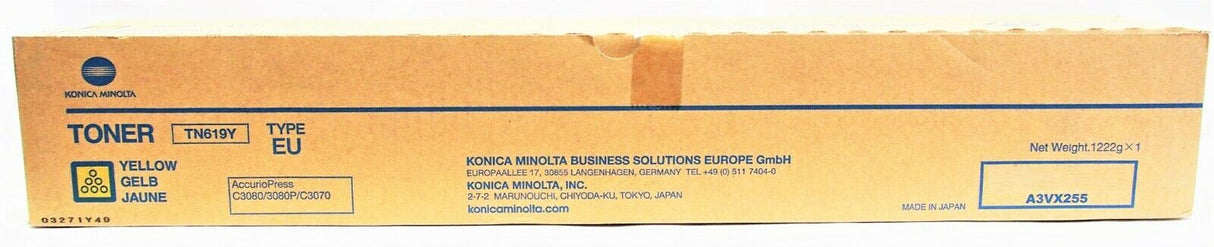 KONICA MINOLTA
TONER TN619Y TYPE EU
YELLOW
GELB
JAUNE
AccurioPress
C3080/3080P/C3070
03271Y49
KONICA MINOLTA BUSINESS SOLUTIONS EUROPE GmbH
EUROPAALLEE 17, 30855 LANGENHAGEN, GERMANY TEL +49 (0) 511 7404-0
KONICA MINOLTA, INC.
2-7-2 MARUNOUCHI, CHIYODA-KU, TOKYO, JAPAN
konicaminolta.com
Net Weight.1222g×1
MADE IN JAPAN
A3VX255